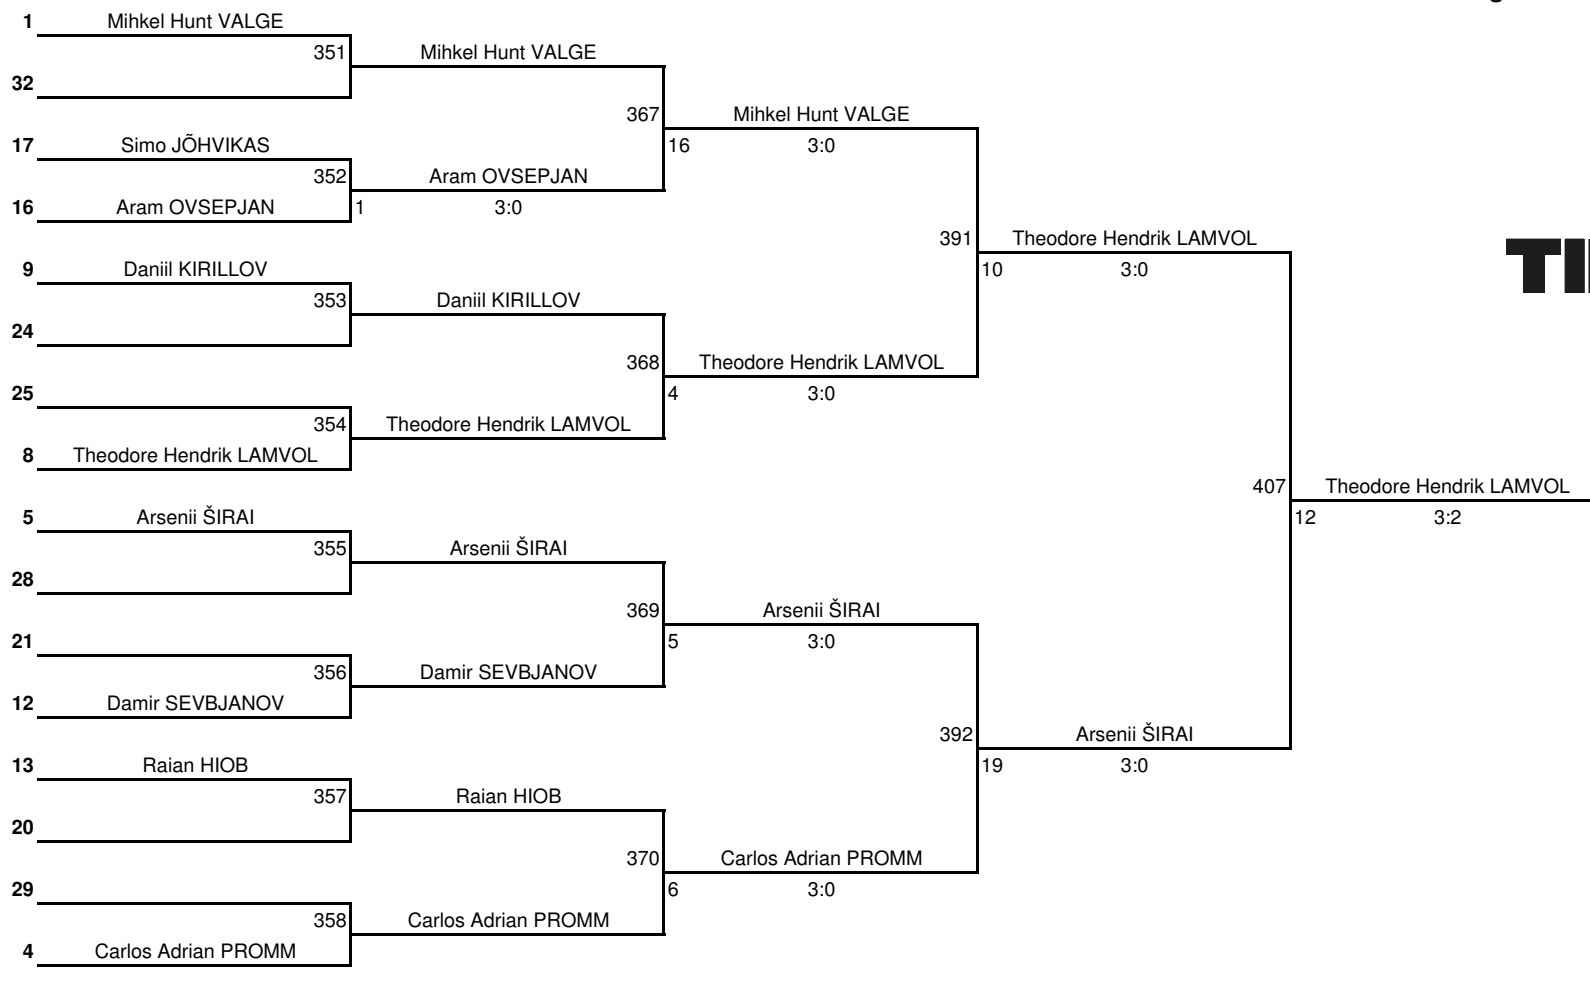 1 Mihkel Hunt VALGE
351 Mihkel Hunt VALGE
32
367 Mihkel Hunt VALGE
17 Simo JÕHVIKAS
16 3:0
352 Aram OVSEPJAN
16 Aram OVSEPJAN
1 3:0
391 Theodore Hendrik LAMVOL
9 Daniil KIRILLOV
10 3:0
353 Daniil KIRILLOV
24
368 Theodore Hendrik LAMVOL
25
4 3:0
354 Theodore Hendrik LAMVOL
8 Theodore Hendrik LAMVOL
407 Theodore Hendrik LAMVOL
5 Arsenii ŠIRAI
12 3:2
355 Arsenii ŠIRAI
28
369 Arsenii ŠIRAI
21
5 3:0
356 Damir SEVBJANOV
12 Damir SEVBJANOV
392 Arsenii ŠIRAI
13 Raian HIOB
19 3:0
357 Raian HIOB
20
370 Carlos Adrian PROMM
29
6 3:0
358 Carlos Adrian PROMM
4 Carlos Adrian PROMM